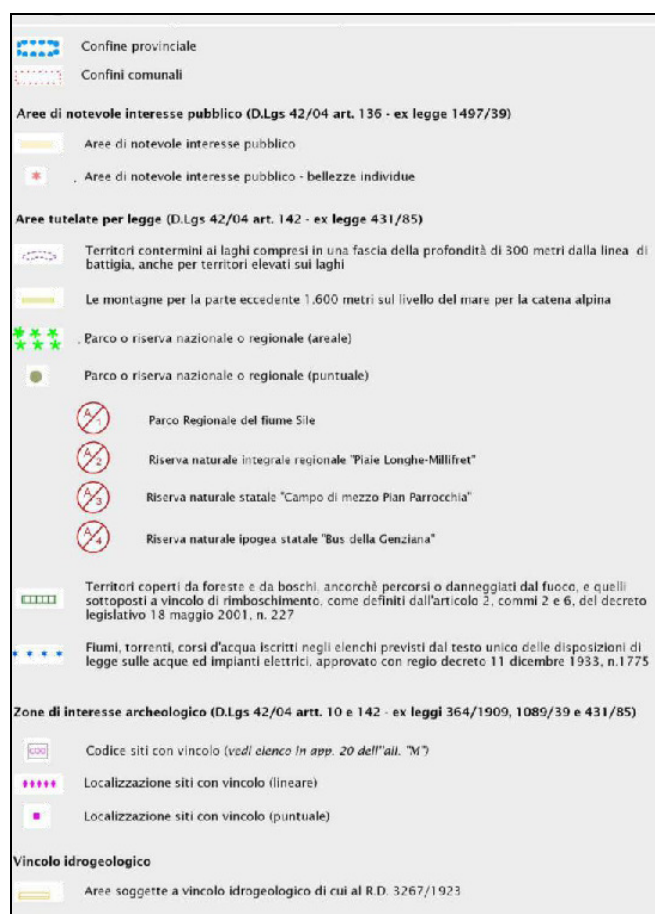 Confine provinciale
Confini comunali
Aree di notevole interesse pubblico (D.Lgs 42/04 art. 136 - ex legge 1497/39)
Aree di notevole interesse pubblico
. Aree di notevole interesse pubblico - bellezze individue
Aree tutelate per legge (D.Lgs 42/04 art. 142 - ex legge 431/85)
Territori contermini ai laghi compresi in una fascia della profondità di 300 metri dalla linea di
battigia, anche per territori elevati sui laghi
Le montagne per la parte eccedente 1.600 metri sul livello del mare per la catena alpina
. Parco o riserva nazionale o regionale (areale)
Parco o riserva nazionale o regionale (puntuale)
A/1 Parco Regionale del fiume Sile
A/2 Riserva naturale integrale regionale "Piaie Longhe-Millifret"
A/3 Riserva naturale statale "Campo di mezzo Pian Parrocchia"
A/4 Riserva naturale ipogea statale "Bus della Genziana"
Territori coperti da foreste e da boschi, ancorchè percorsi o danneggiati dal fuoco, e quelli
sottoposti a vincolo di rimboschimento, come definiti dall'articolo 2, commi 2 e 6, del decreto
legislativo 18 maggio 2001, n. 227
Fiumi, torrenti, corsi d'acqua iscritti negli elenchi previsti dal testo unico delle disposizioni di
legge sulle acque ed impianti elettrici, approvato con regio decreto 11 dicembre 1933, n.1775
Zone di interesse archeologico (D.Lgs 42/04 artt. 10 e 142 - ex leggi 364/1909, 1089/39 e 431/85)
Codice siti con vincolo (vedi elenco in app. 20 dell''all. "M")
Localizzazione siti con vincolo (lineare)
Localizzazione siti con vincolo (puntuale)
Vincolo idrogeologico
Aree soggette a vincolo idrogeologico di cui al R.D. 3267/1923